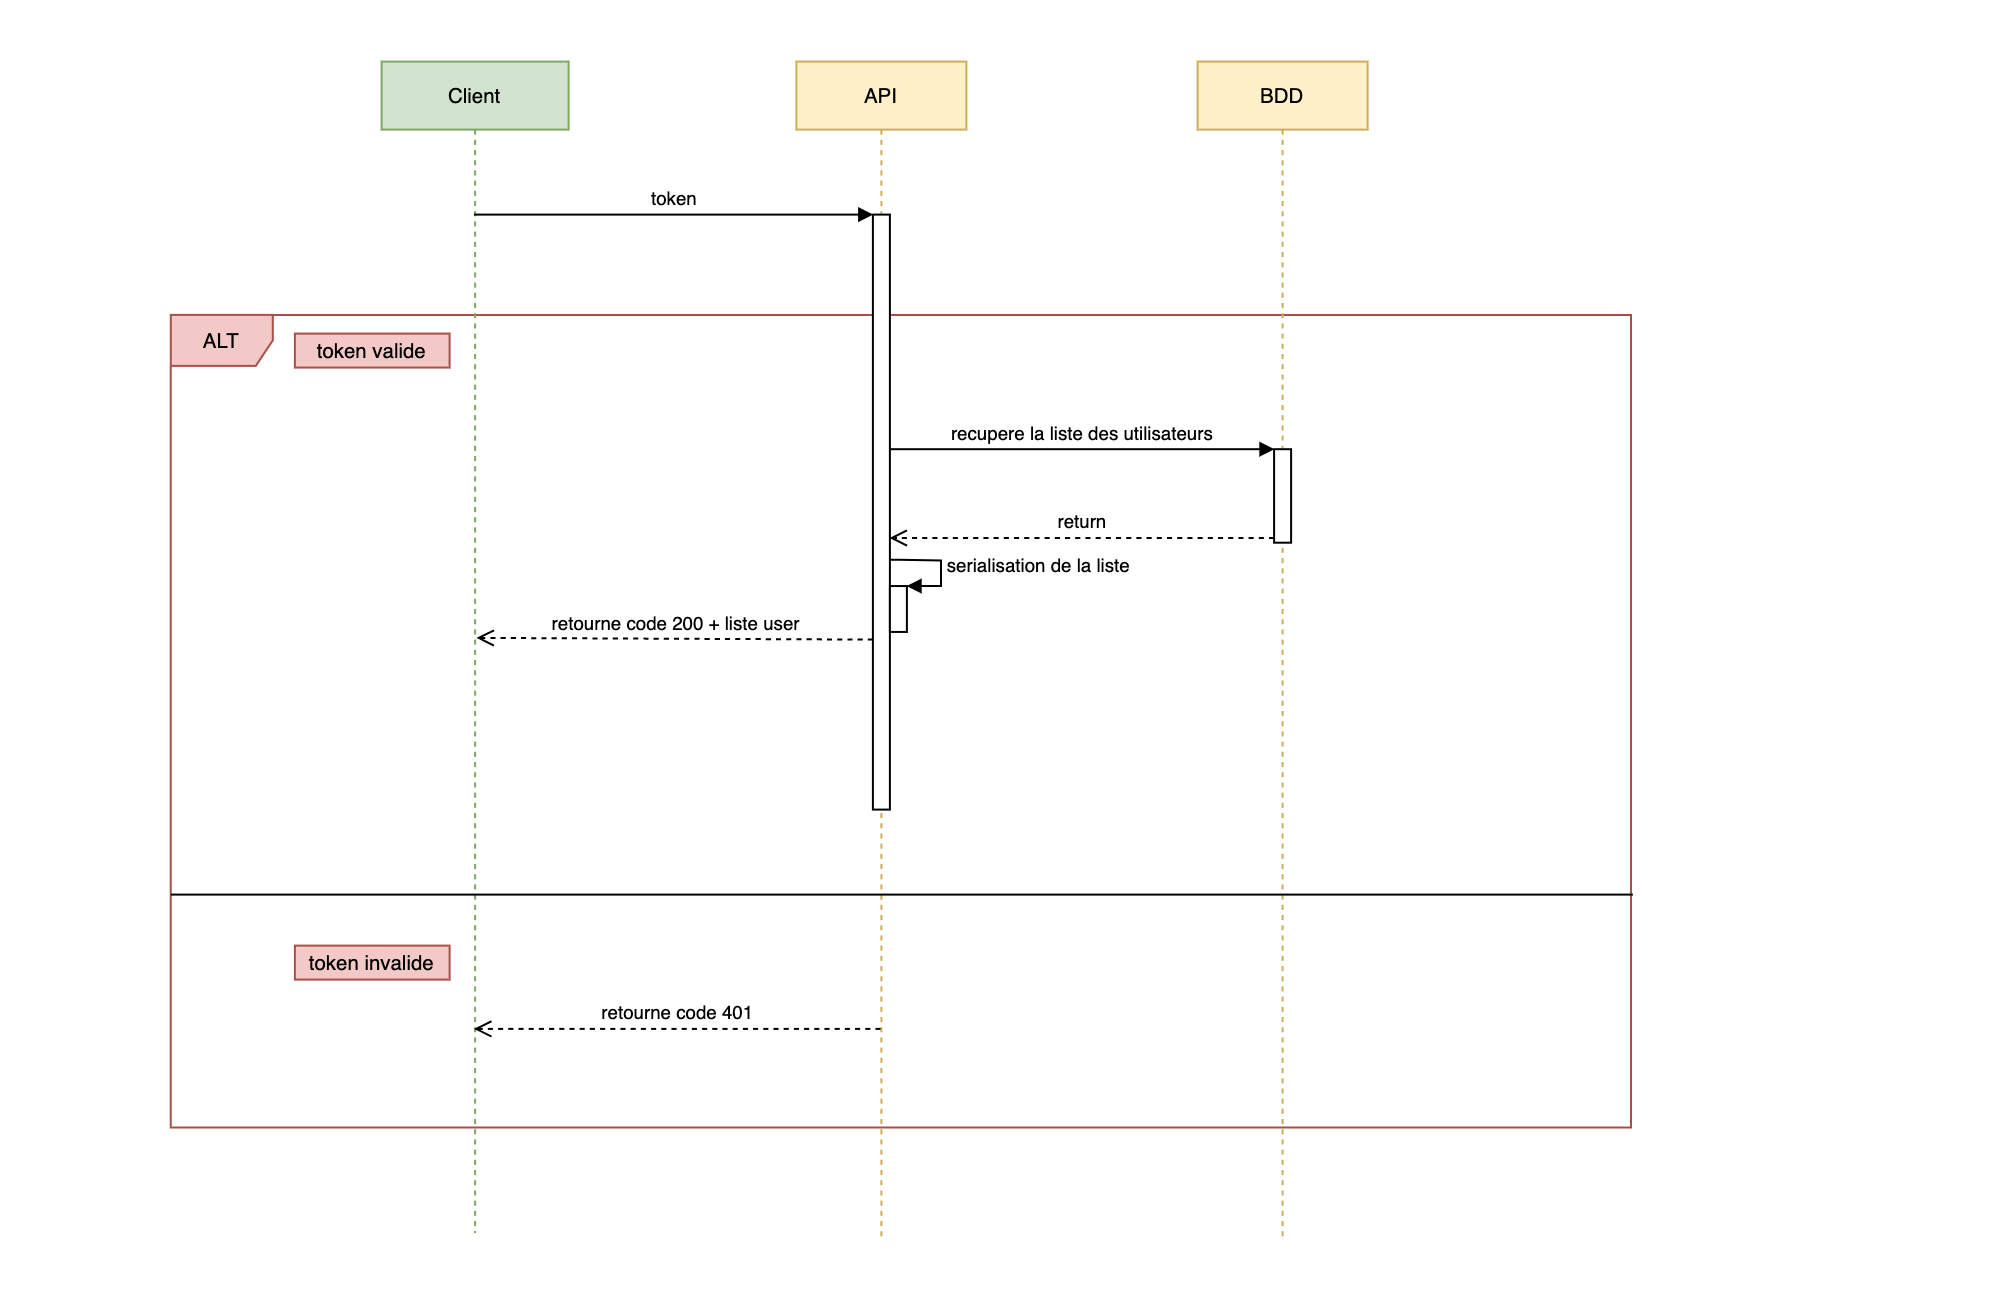 Client
API
BDD
token
ALT
token valide
recupere la liste des utilisateurs
return
serialisation de la liste
retourne code 200 + liste user
token invalide
retourne code 401